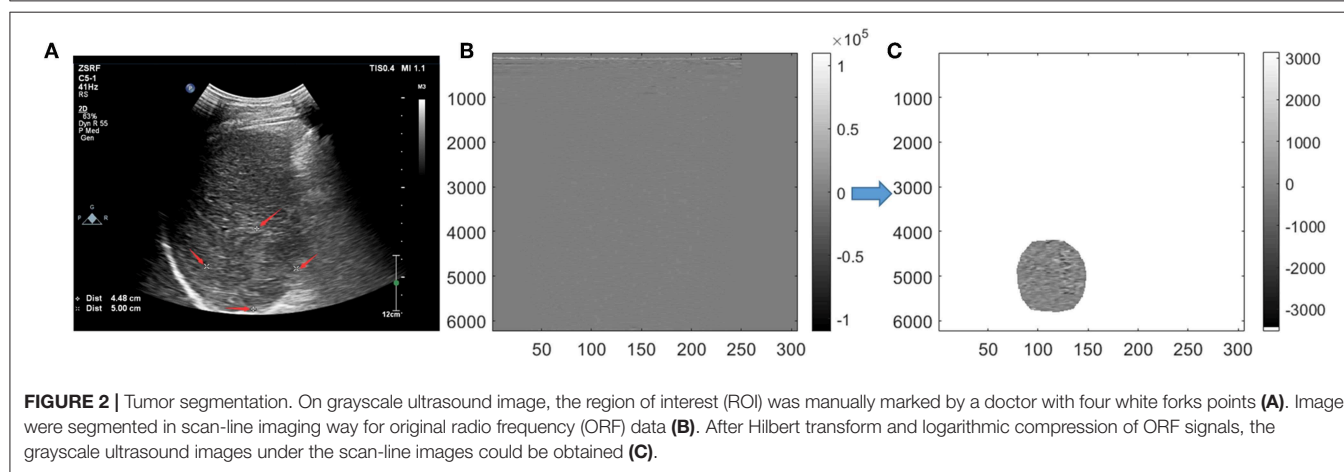 A
ZSRF
C5-1
41Hz
RS
2D
63%
Dyn R 55
P Med
Gen
TIS0.4 MI 1.1
M3
G
P R
Dist 4.48 cm
Dist 5.00 cm
12cm
B
1000
2000
3000
4000
5000
6000
50 100 150 200 250 300
×10⁵
1
0.5
0
-0.5
-1
C
1000
2000
3000
4000
5000
6000
50 100 150 200 250 300
3000
2000
1000
0
-1000
-2000
-3000
FIGURE 2 | Tumor segmentation. On grayscale ultrasound image, the region of interest (ROI) was manually marked by a doctor with four white forks points (A). Image
were segmented in scan-line imaging way for original radio frequency (ORF) data (B). After Hilbert transform and logarithmic compression of ORF signals, the
grayscale ultrasound images under the scan-line images could be obtained (C).